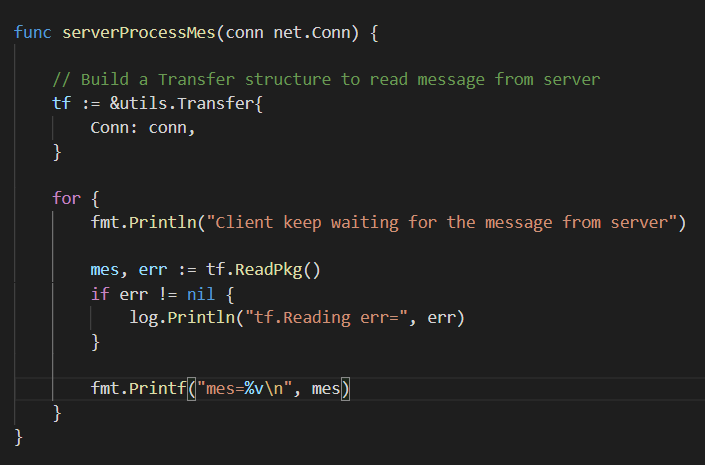 func serverProcessMes(conn net.Conn) {
// Build a Transfer structure to read message from server
tf := &utils.Transfer{
Conn: conn,
}
for {
fmt.Println("Client keep waiting for the message from server")
mes, err := tf.ReadPkg()
if err != nil {
log.Println("tf.Reading err=", err)
}
fmt.Printf("mes=%v\n", mes)
}
}